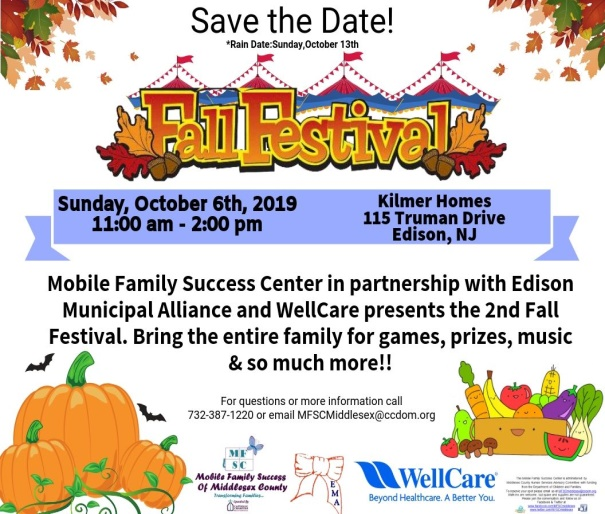 Save the Date!
*Rain Date:Sunday,October 13th
Fall Festival
Sunday, October 6th, 2019
11:00 am - 2:00 pm
Kilmer Homes
115 Truman Drive
Edison, NJ
Mobile Family Success Center in partnership with Edison
Municipal Alliance and WellCare presents the 2nd Fall
Festival. Bring the entire family for games, prizes, music
& so much more!!
For questions or more information call
732-387-1220 or email MFSCMiddlesex@ccdom.org
MF
SC
Mobile Family Success
Of Middlesex County
Transforming Families...
EMA
WellCare
Beyond Healthcare. A Better You.